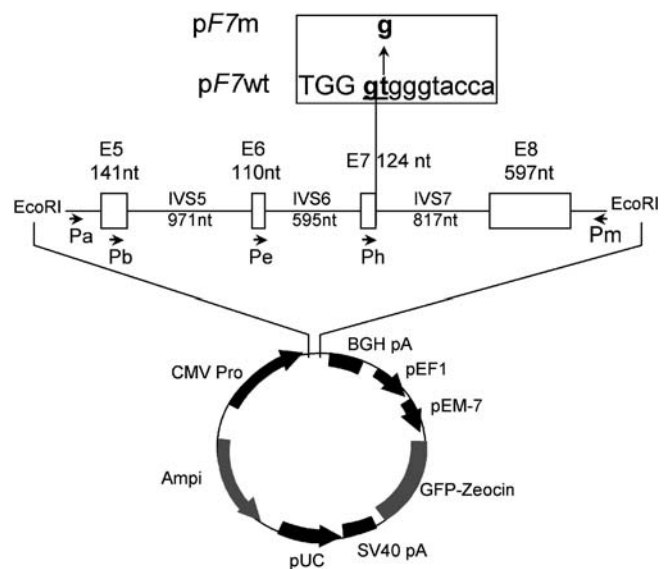 pF7m g
pF7wt TGG gtgggtacca
E5 E6 E7 124 nt E8
141nt 110nt 597nt
EcoRI IVS5 IVS6 IVS7 EcoRI
971nt 595nt 817nt
Pa Pb Pe Ph Pm
BGH pA
CMV Pro pEF1
pEM-7
Ampi GFP-Zeocin
pUC SV40 pA